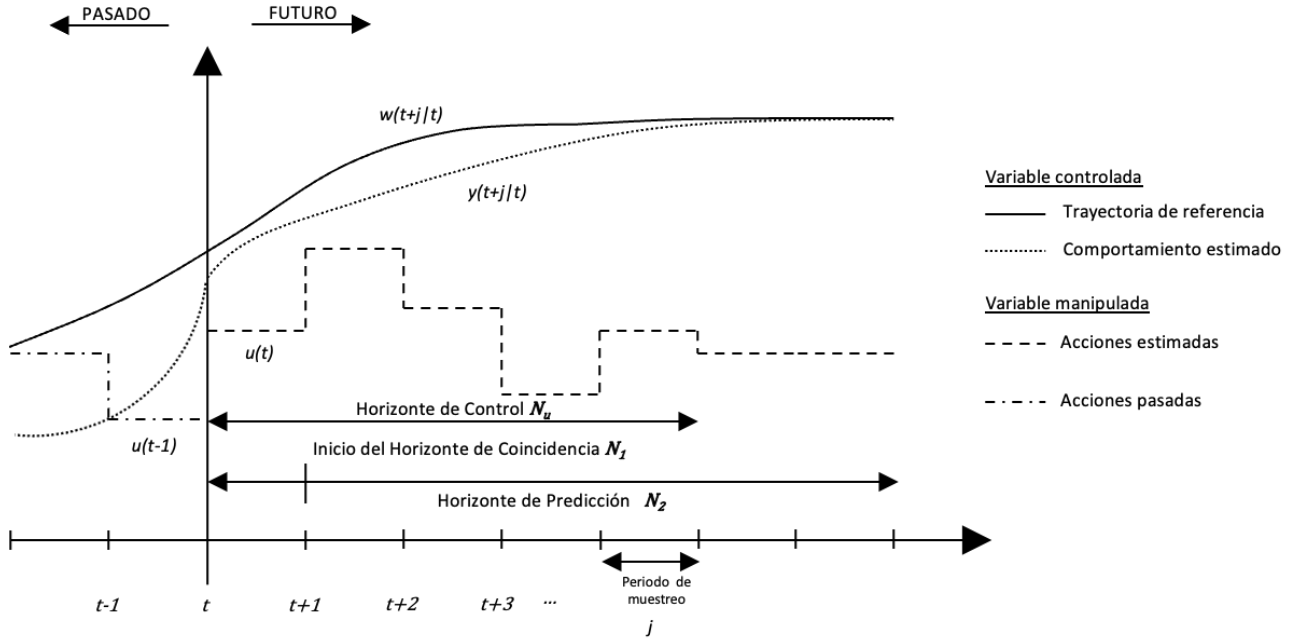 PASADO
FUTURO
w(t+j|t)
y(t+j|t)
u(t)
u(t-1)
Horizonte de Control N_u
Inicio del Horizonte de Coincidencia N_1
Horizonte de Predicción N_2
t-1
t
t+1
t+2
t+3
...
Periodo de
muestreo
j
Variable controlada
Trayectoria de referencia
Comportamiento estimado
Variable manipulada
Acciones estimadas
Acciones pasadas